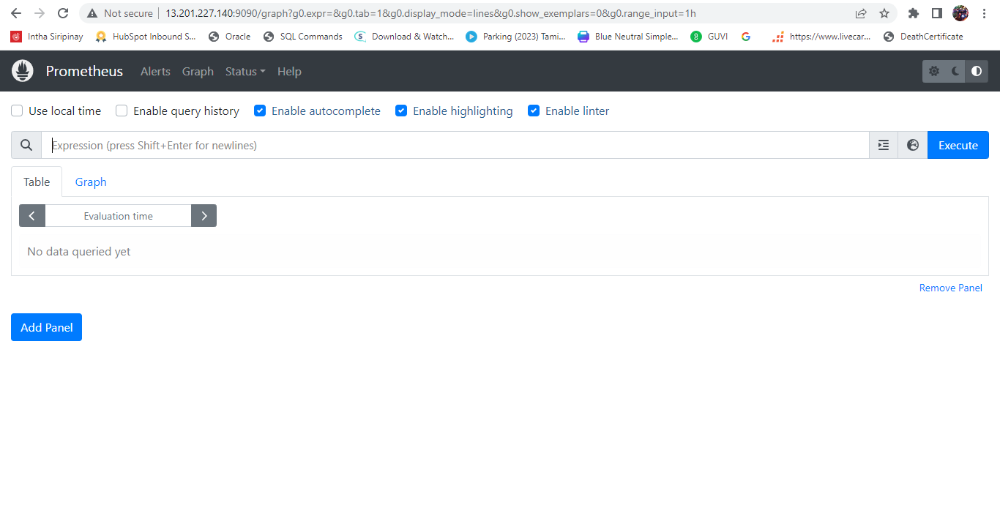 Not secure 13.201.227.140:9090/graph?g0.expr=&g0.tab=1&g0.display_mode=lines&g0.show_exemplars=0&g0.range_input=1h
Intha Siripinay HubSpot Inbound S... Oracle SQL Commands Download & Watch... Parking (2023) Tami... Blue Neutral Simple... GUVI https://www.livecar... DeathCertificate
Prometheus Alerts Graph Status Help
Use local time Enable query history Enable autocomplete Enable highlighting Enable linter
Expression (press Shift+Enter for newlines) Execute
Table Graph
Evaluation time
No data queried yet
Remove Panel
Add Panel